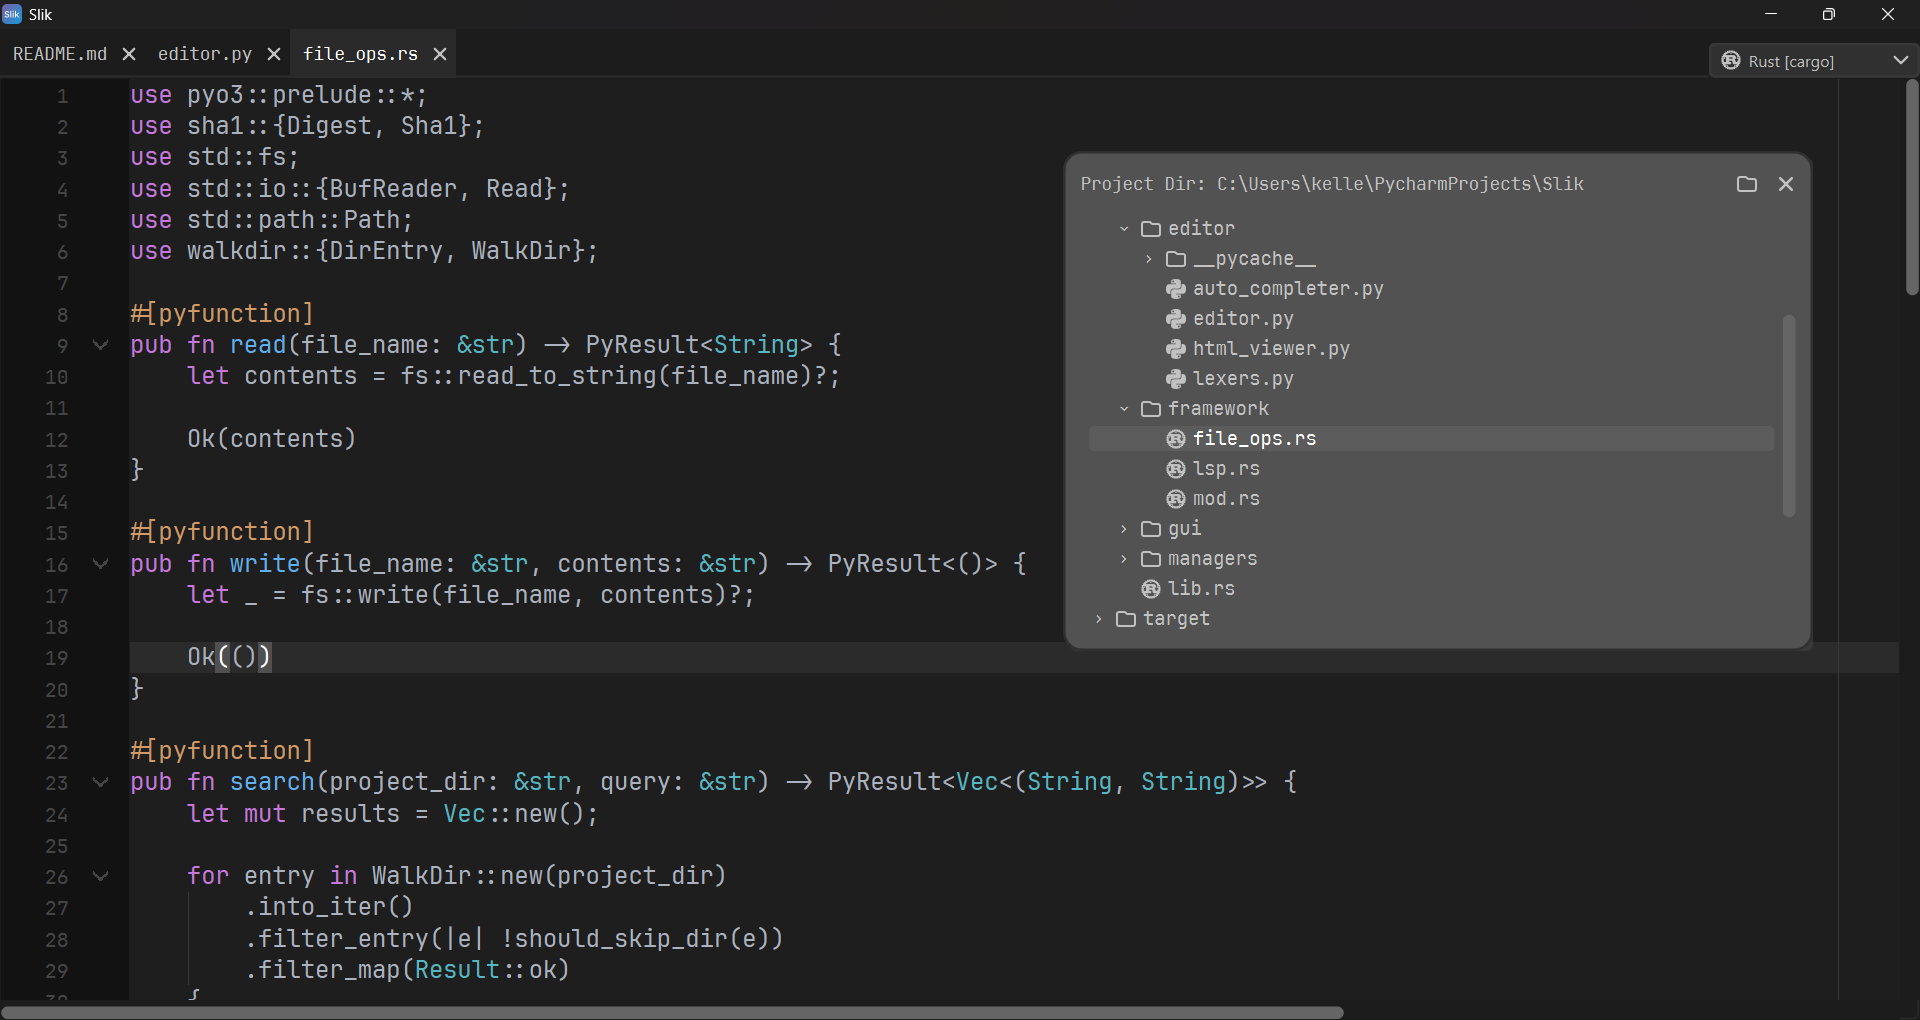 Slik Slik
README.md editor.py file_ops.rs
Rust [cargo]
1 use pyo3::prelude::*;
2 use sha1::{Digest, Sha1};
3 use std::fs;
4 use std::io::{BufReader, Read};
5 use std::path::Path;
6 use walkdir::{DirEntry, WalkDir};
7
8 #[pyfunction]
9 pub fn read(file_name: &str) -> PyResult<String> {
10     let contents = fs::read_to_string(file_name)?;
11
12     Ok(contents)
13 }
14
15 #[pyfunction]
16 pub fn write(file_name: &str, contents: &str) -> PyResult<()> {
17     let _ = fs::write(file_name, contents)?;
18
19     Ok(())
20 }
21
22 #[pyfunction]
23 pub fn search(project_dir: &str, query: &str) -> PyResult<Vec<(String, String)>> {
24     let mut results = Vec::new();
25
26     for entry in WalkDir::new(project_dir)
27         .into_iter()
28         .filter_entry(|e| !should_skip_dir(e))
29         .filter_map(Result::ok)
30     {
Project Dir: C:\Users\kelle\PycharmProjects\Slik
editor
__pycache__
auto_completer.py
editor.py
html_viewer.py
lexers.py
framework
file_ops.rs
lsp.rs
mod.rs
gui
managers
lib.rs
target